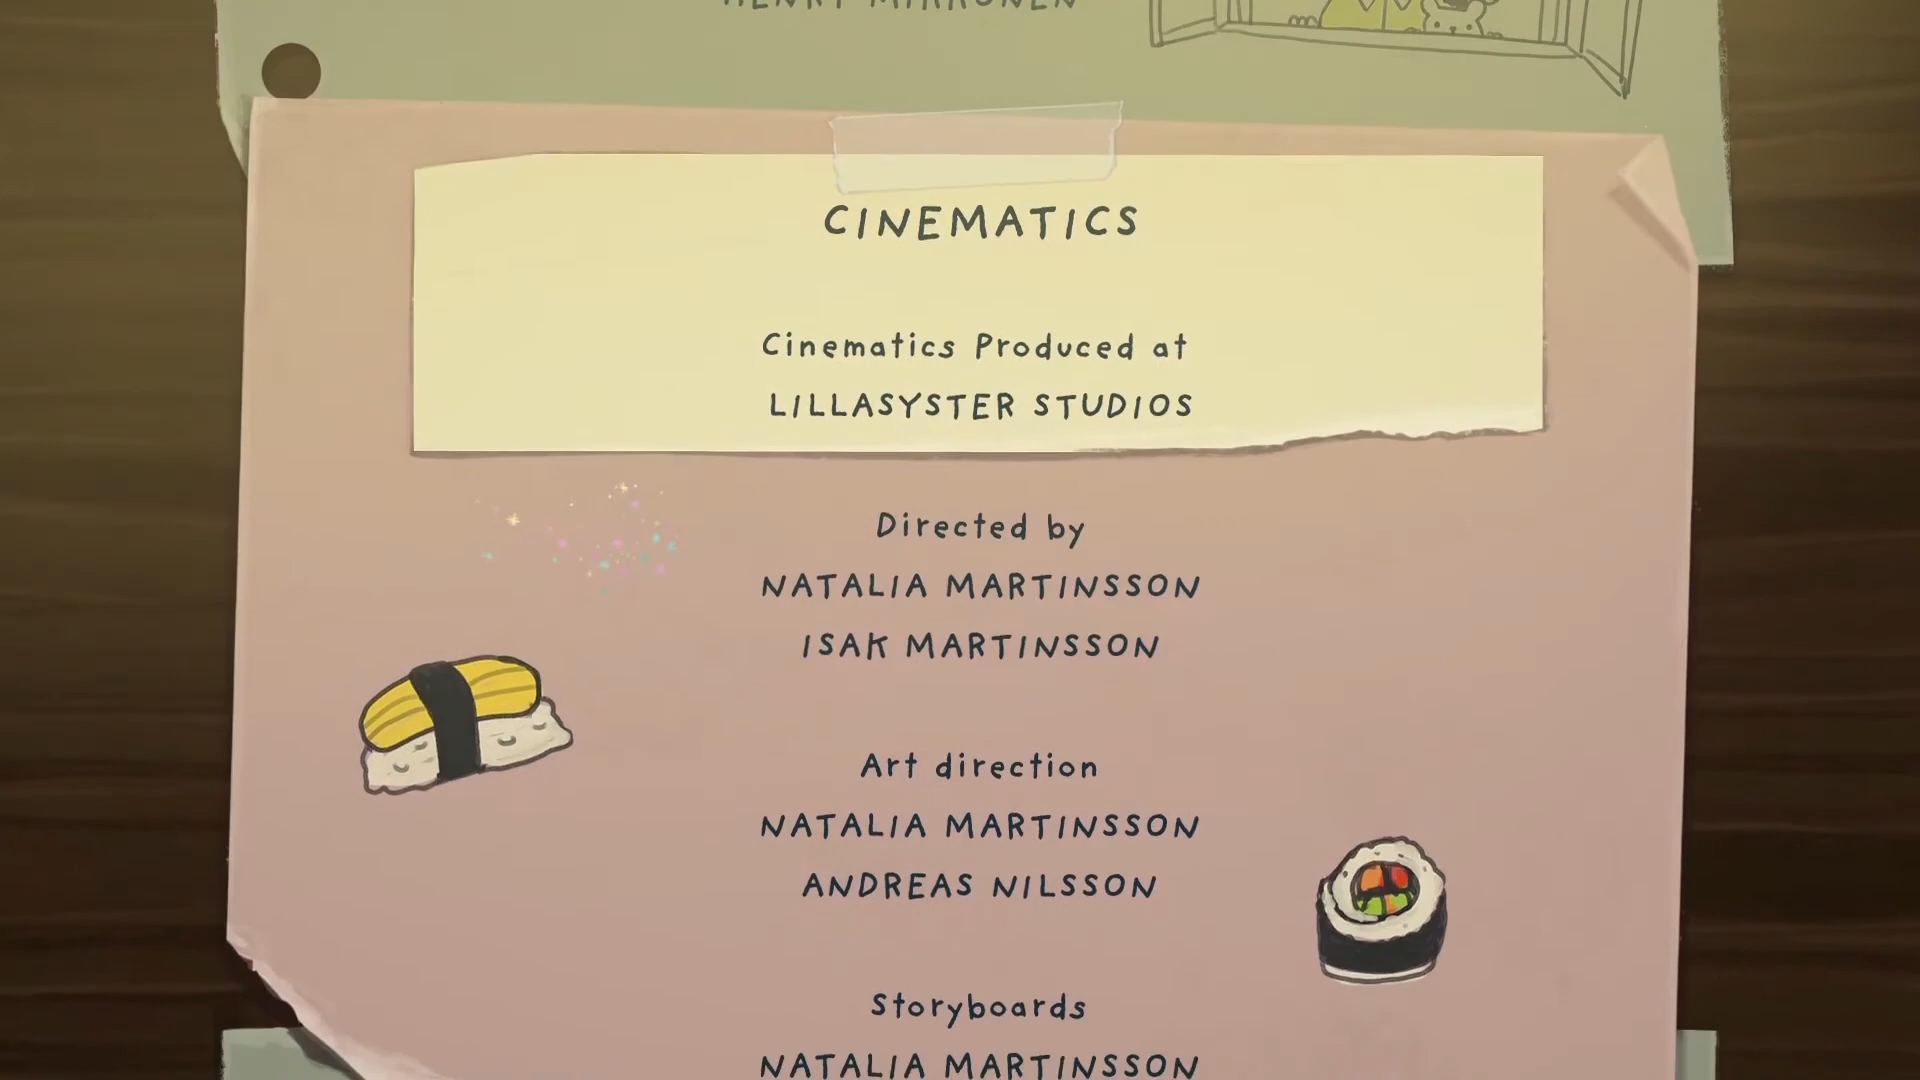 CINEMATICS
Cinematics Produced at
LILLASYSTER STUDIOS
Directed by
NATALIA MARTINSSON
ISAK MARTINSSON
Art direction
NATALIA MARTINSSON
ANDREAS NILSSON
Storyboards
NATALIA MARTINSSON